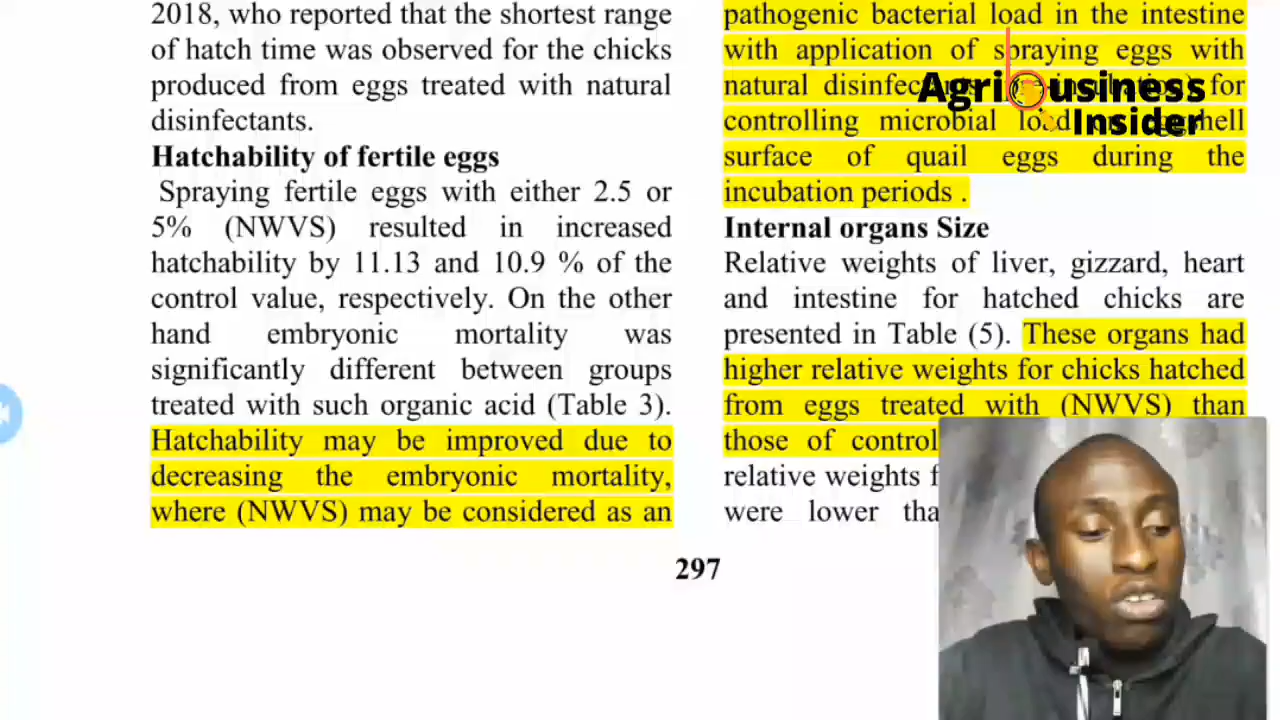 2018, who reported that the shortest range
of hatch time was observed for the chicks
produced from eggs treated with natural
disinfectants.
Hatchability of fertile eggs
Spraying fertile eggs with either 2.5 or
5% (NWVS) resulted in increased
hatchability by 11.13 and 10.9 % of the
control value, respectively. On the other
hand embryonic mortality was
significantly different between groups
treated with such organic acid (Table 3).
Hatchability may be improved due to
decreasing the embryonic mortality,
where (NWVS) may be considered as an
pathogenic bacterial load in the intestine
with application of spraying eggs with
natural for
controlling microbial load
surface of quail eggs during the
incubation periods .
Internal organs Size
Relative weights of liver, gizzard, heart
and intestine for hatched chicks are
presented in Table (5). These organs had
higher relative weights for chicks hatched
from eggs treated with (NWVS) than
those of control
relative weights
were lower
297
Agribusiness
Insider